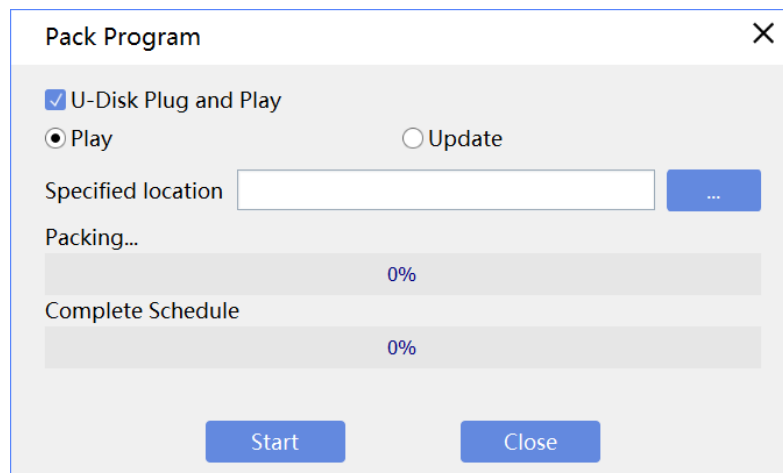 Pack Program
U-Disk Plug and Play
Play Update
Specified location ...
Packing...
0%
Complete Schedule
0%
Start Close